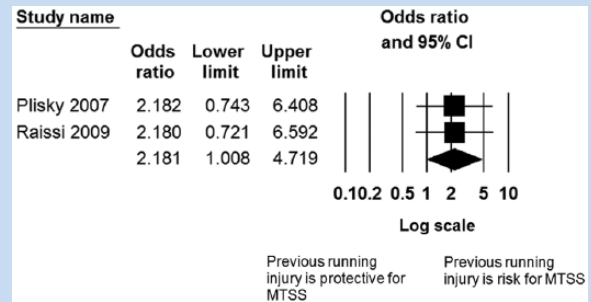 Study name
Odds ratio and 95% CI
Odds ratio Lower limit Upper limit
Plisky 2007 2.182 0.743 6.408
Raissi 2009 2.180 0.721 6.592
2.181 1.008 4.719
0.10.2 0.5 1 2 5 10
Log scale
Previous running
injury is protective for
MTSS
Previous running
injury is risk for MTSS